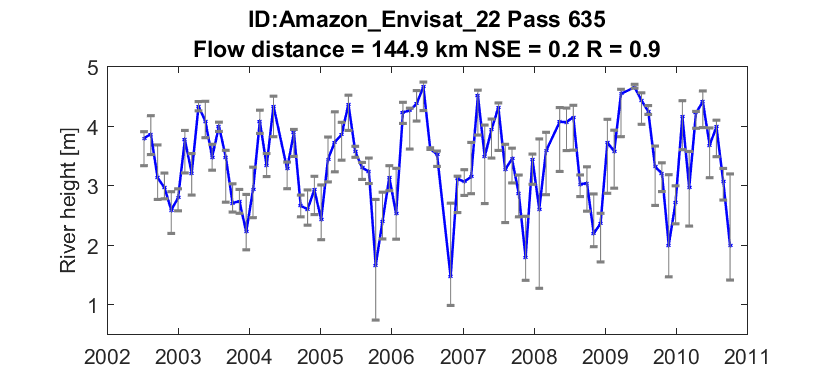 ID:Amazon_Envisat_22 Pass 635
Flow distance = 144.9 km NSE = 0.2 R = 0.9
5
4
3
2
1
River height [m]
2002 2003 2004 2005 2006 2007 2008 2009 2010 2011